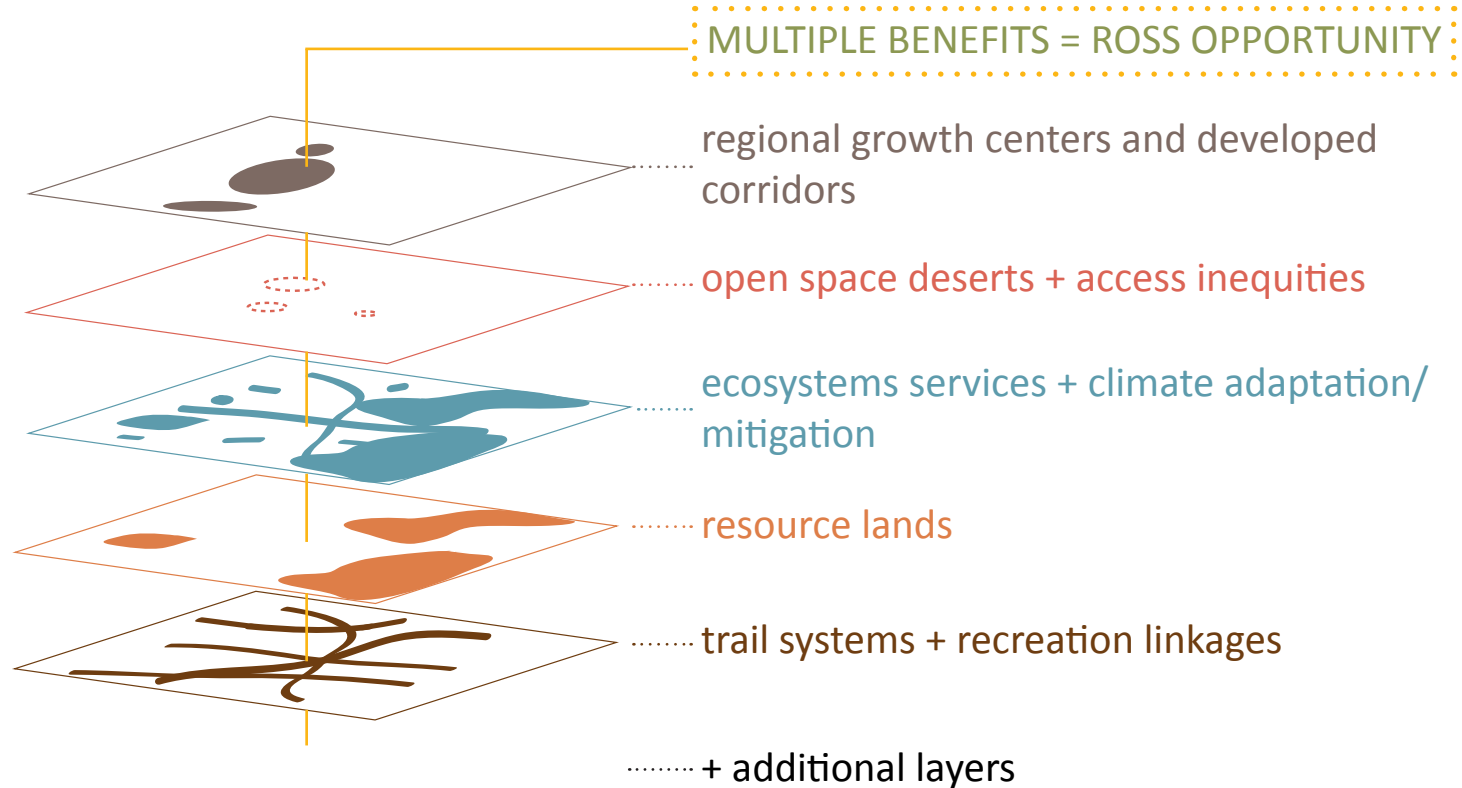 MULTIPLE BENEFITS = ROSS OPPORTUNITY
regional growth centers and developed
corridors
open space deserts + access inequities
ecosystems services + climate adaptation/
mitigation
resource lands
trail systems + recreation linkages
+ additional layers